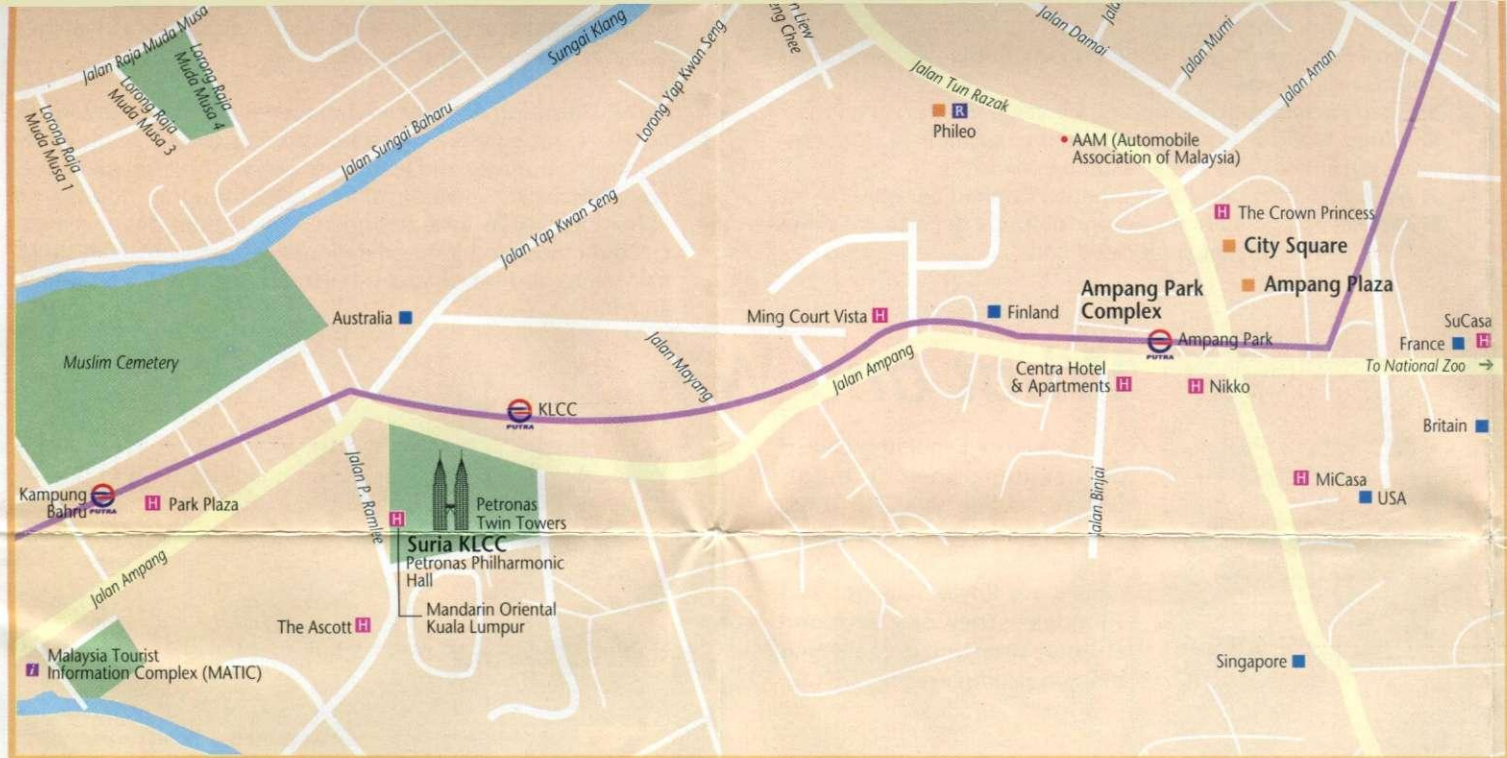 Jalan Raja Muda Musa
Lorong Raja
Muda Musa 4
Lorong Raja
Muda Musa 3
Lorong Raja
Muda Musa 1
Sungai Klang
Jalan Sungai Baharu
Lorong Yap Kwan Seng
Jalan Yap Kwan Seng
Liew
Chee
Jalan Tun Razak
Jalan Damai
Jalan Murni
Jalan Aman
R
Phileo
AAM (Automobile
Association of Malaysia)
H The Crown Princess
City Square
Ampang Plaza
Ampang Park
Complex
Muslim Cemetery
Australia
Ming Court Vista H
Finland
Ampang Park
PUTRA
SuCasa
H
France
To National Zoo →
Jalan Mayang
Jalan Ampang
Centra Hotel
& Apartments H
H Nikko
KLCC
PUTRA
Britain
Jalan P. Ramlee
Jalan Binjai
Kampung
Bahru
PUTRA
H Park Plaza
H
Petronas
Twin Towers
Suria KLCC
Petronas Philharmonic
Hall
Mandarin Oriental
Kuala Lumpur
H MiCasa
USA
Jalan Ampang
The Ascott H
i
Malaysia Tourist
Information Complex (MATIC)
Singapore